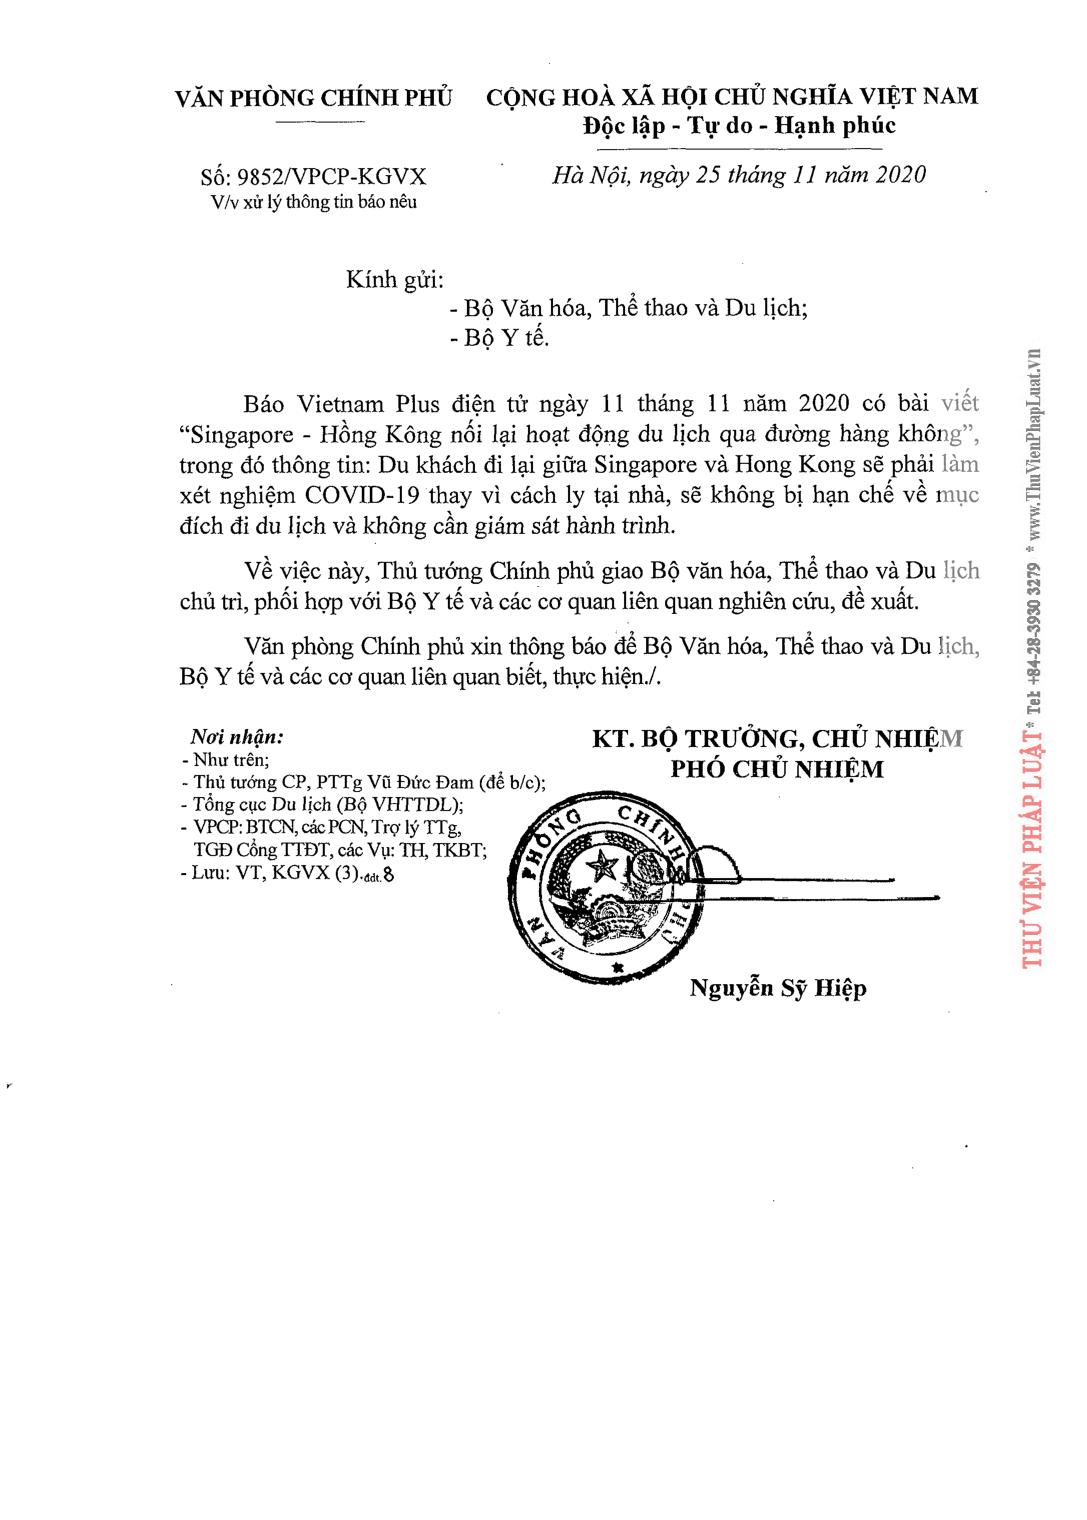 VĂN PHÒNG CHÍNH PHỦ
CỘNG HOÀ XÃ HỘI CHỦ NGHĨA VIỆT NAM
Độc lập - Tự do - Hạnh phúc
Số: 9852/VPCP-KGVX
V/v xử lý thông tin báo nêu
Hà Nội, ngày 25 tháng 11 năm 2020
Kính gửi:
- Bộ Văn hóa, Thể thao và Du lịch;
- Bộ Y tế.
Báo Vietnam Plus điện tử ngày 11 tháng 11 năm 2020 có bài viết
“Singapore - Hồng Kông nối lại hoạt động du lịch qua đường hàng không”,
trong đó thông tin: Du khách đi lại giữa Singapore và Hong Kong sẽ phải làm
xét nghiệm COVID-19 thay vì cách ly tại nhà, sẽ không bị hạn chế về mục
đích đi du lịch và không cần giám sát hành trình.
Về việc này, Thủ tướng Chính phủ giao Bộ văn hóa, Thể thao và Du lịch
chủ trì, phối hợp với Bộ Y tế và các cơ quan liên quan nghiên cứu, đề xuất.
Văn phòng Chính phủ xin thông báo để Bộ Văn hóa, Thể thao và Du lịch,
Bộ Y tế và các cơ quan liên quan biết, thực hiện./.
Nơi nhận:
- Như trên;
- Thủ tướng CP, PTTg Vũ Đức Đam (để b/c);
- Tổng cục Du lịch (Bộ VHTTDL);
- VPCP: BTCN, các PCN, Trợ lý TTg,
TGĐ Cổng TTĐT, các Vụ: TH, TKBT;
- Lưu: VT, KGVX (3).đdt.8
KT. BỘ TRƯỞNG, CHỦ NHIỆM
PHÓ CHỦ NHIỆM
VĂN PHÒNG CHÍNH PHỦ
Nguyễn Sỹ Hiệp
THƯ VIỆN PHÁP LUẬT * Tel: +84-28-3930 3279 * www.ThuVienPhapLuat.vn